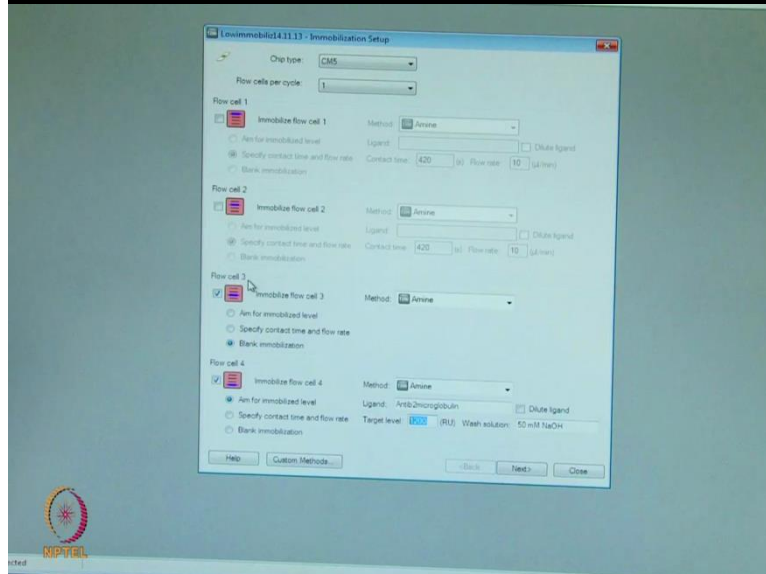 Lowimmobiliz14.11.13 - Immobilization Setup
Chip type: CM5
Flow cells per cycle: 1
Flow cell 1
Immobilize flow cell 1 Method: Amine
Aim for immobilized level Ligand: Dilute ligand
Specify contact time and flow rate Contact time: 420 (s) Flow rate: 10 (µl/min)
Blank immobilization
Flow cell 2
Immobilize flow cell 2 Method: Amine
Aim for immobilized level Ligand: Dilute ligand
Specify contact time and flow rate Contact time: 420 (s) Flow rate: 10 (µl/min)
Blank immobilization
Flow cell 3
Immobilize flow cell 3 Method: Amine
Aim for immobilized level
Specify contact time and flow rate
Blank immobilization
Flow cell 4
Immobilize flow cell 4 Method: Amine
Aim for immobilized level Ligand: Antib2microglobulin Dilute ligand
Specify contact time and flow rate Target level: 1200 (RU) Wash solution: 50 mM NaOH
Blank immobilization
Help Custom Methods... <Back Next> Close
NPTEL
ected